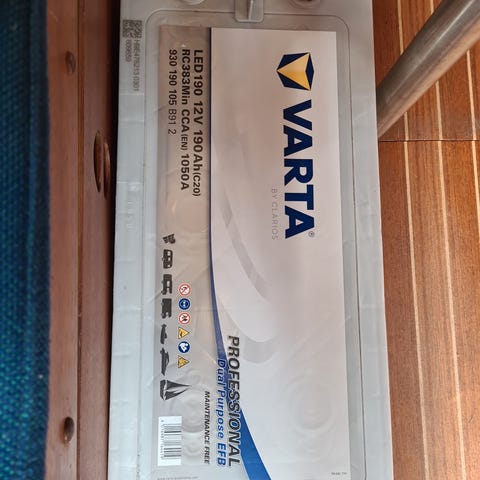 VARTA®
BY CLARIOS
LED190 12V 190Ah(C20)
RC383Min CCA(EN) 1050A
930 190 105 B91 2
PROFESSIONAL
Dual Purpose EFB
MAINTENANCE FREE